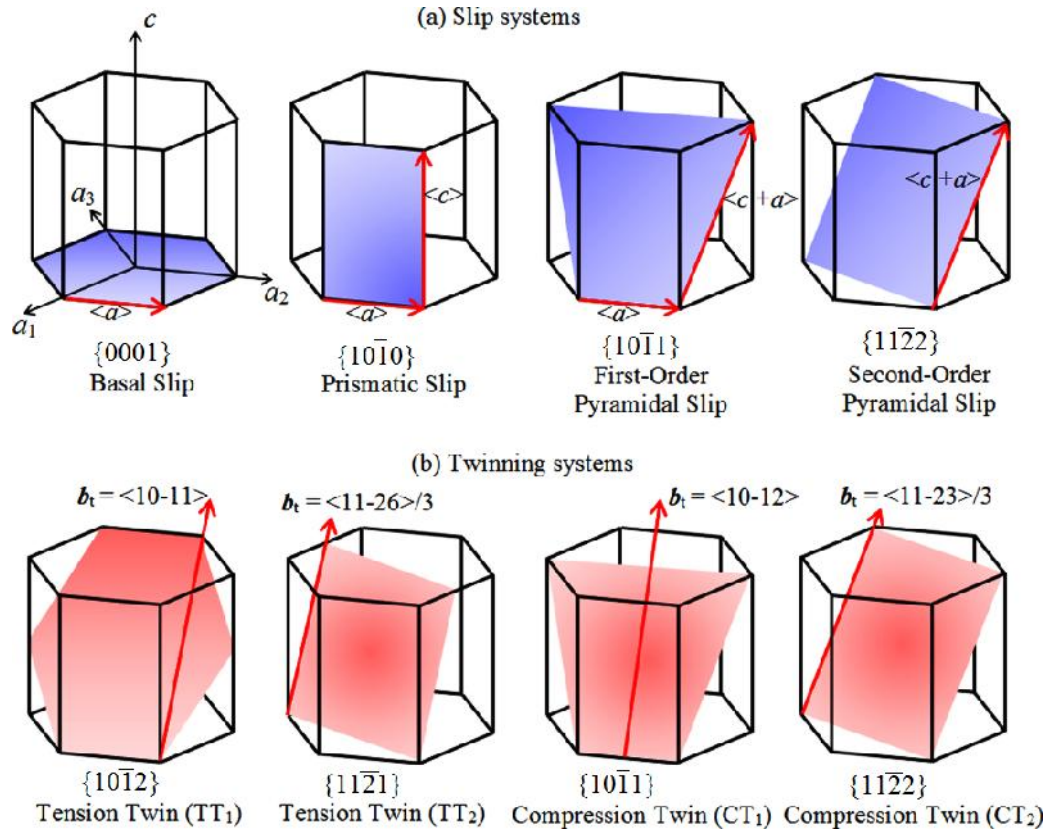 (a) Slip systems
c
a₃
a₂
a₁
<a>
<c>
<a>
<c+a>
<a>
<c+a>
{0001}
Basal Slip
{101̅0}
Prismatic Slip
{101̅1}
First-Order
Pyramidal Slip
{112̅2}
Second-Order
Pyramidal Slip
(b) Twinning systems
bₜ = <10-11>
bₜ = <11-26>/3
bₜ = <10-12>
bₜ = <11-23>/3
{101̅2}
Tension Twin (TT₁)
{112̅1}
Tension Twin (TT₂)
{101̅1}
Compression Twin (CT₁)
{112̅2}
Compression Twin (CT₂)